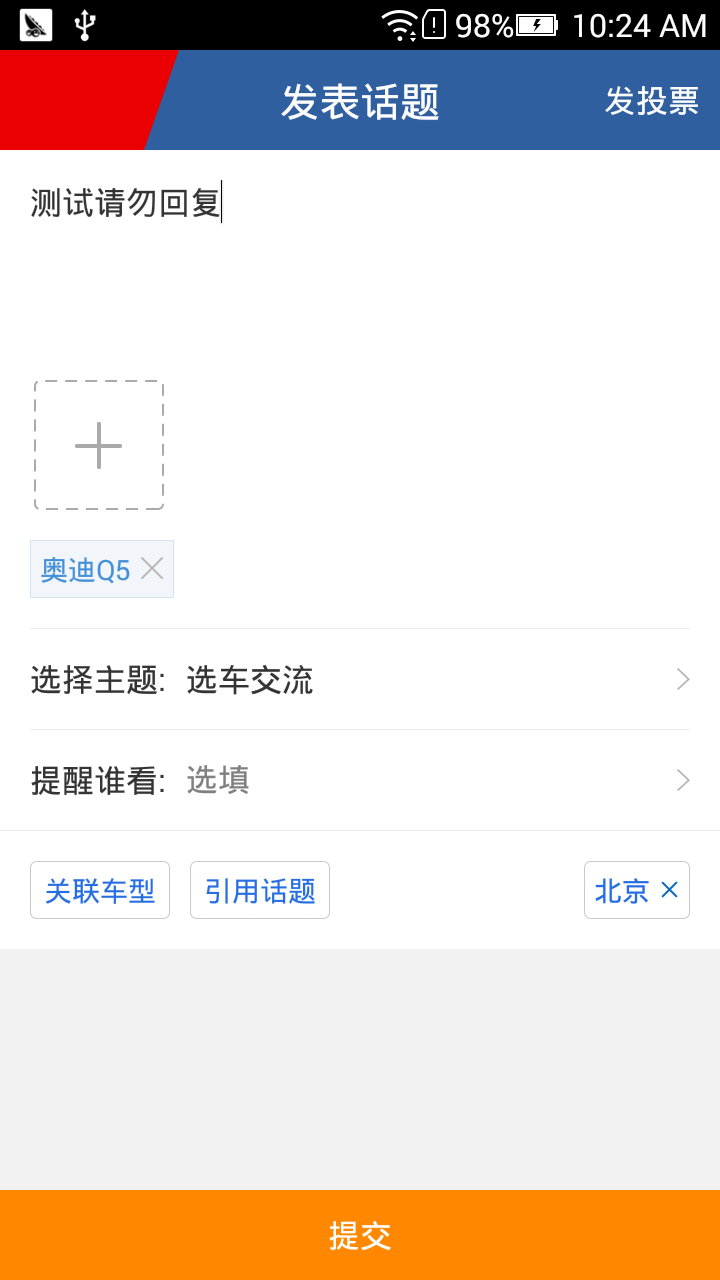 98% 10:24 AM
发表话题 发投票
测试请勿回复
奥迪Q5
选择主题: 选车交流
提醒谁看: 选填
关联车型 引用话题 北京
提交